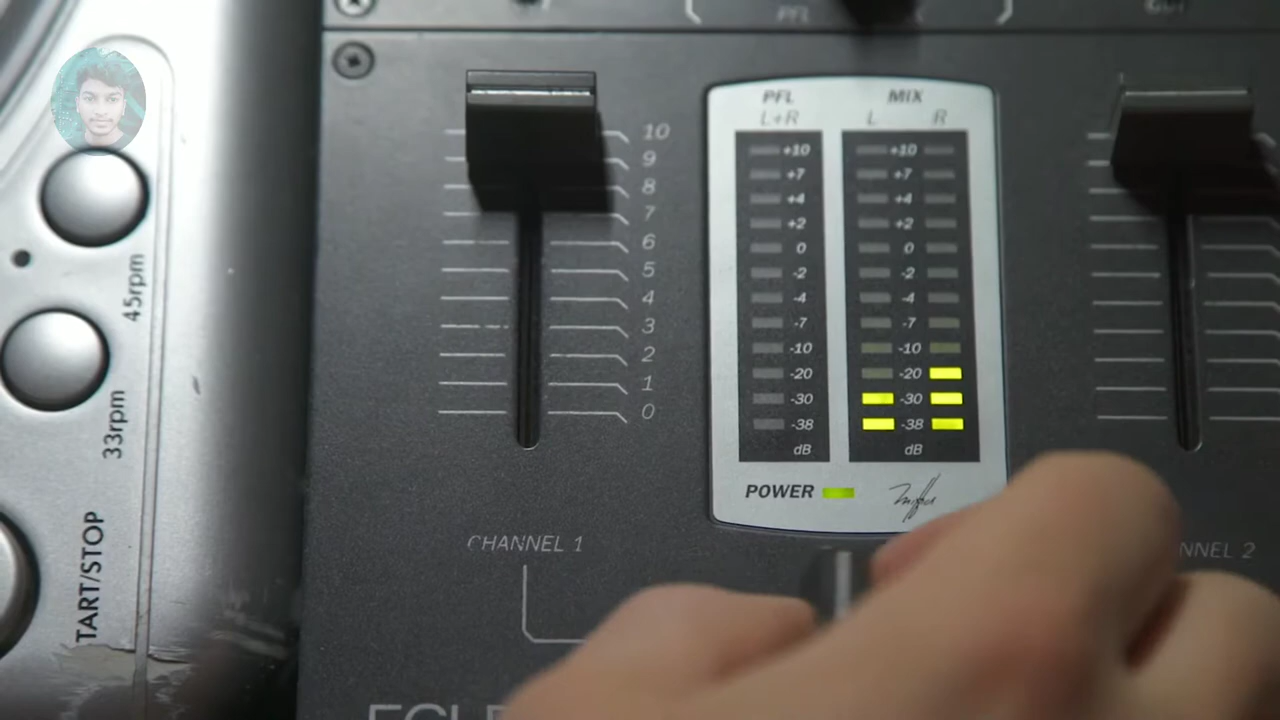 PFL
PFL MIX
L+R L R
10
9
8
7
6
5
4
3
2
1
0
+10 +10
+7 +7
+4 +4
+2 +2
0 0
-2 -2
-4 -4
-7 -7
-10 -10
-20 -20
-30 -30
-38 -38
dB dB
POWER
CHANNEL 1
NNEL 2
45rpm
33rpm
TART/STOP